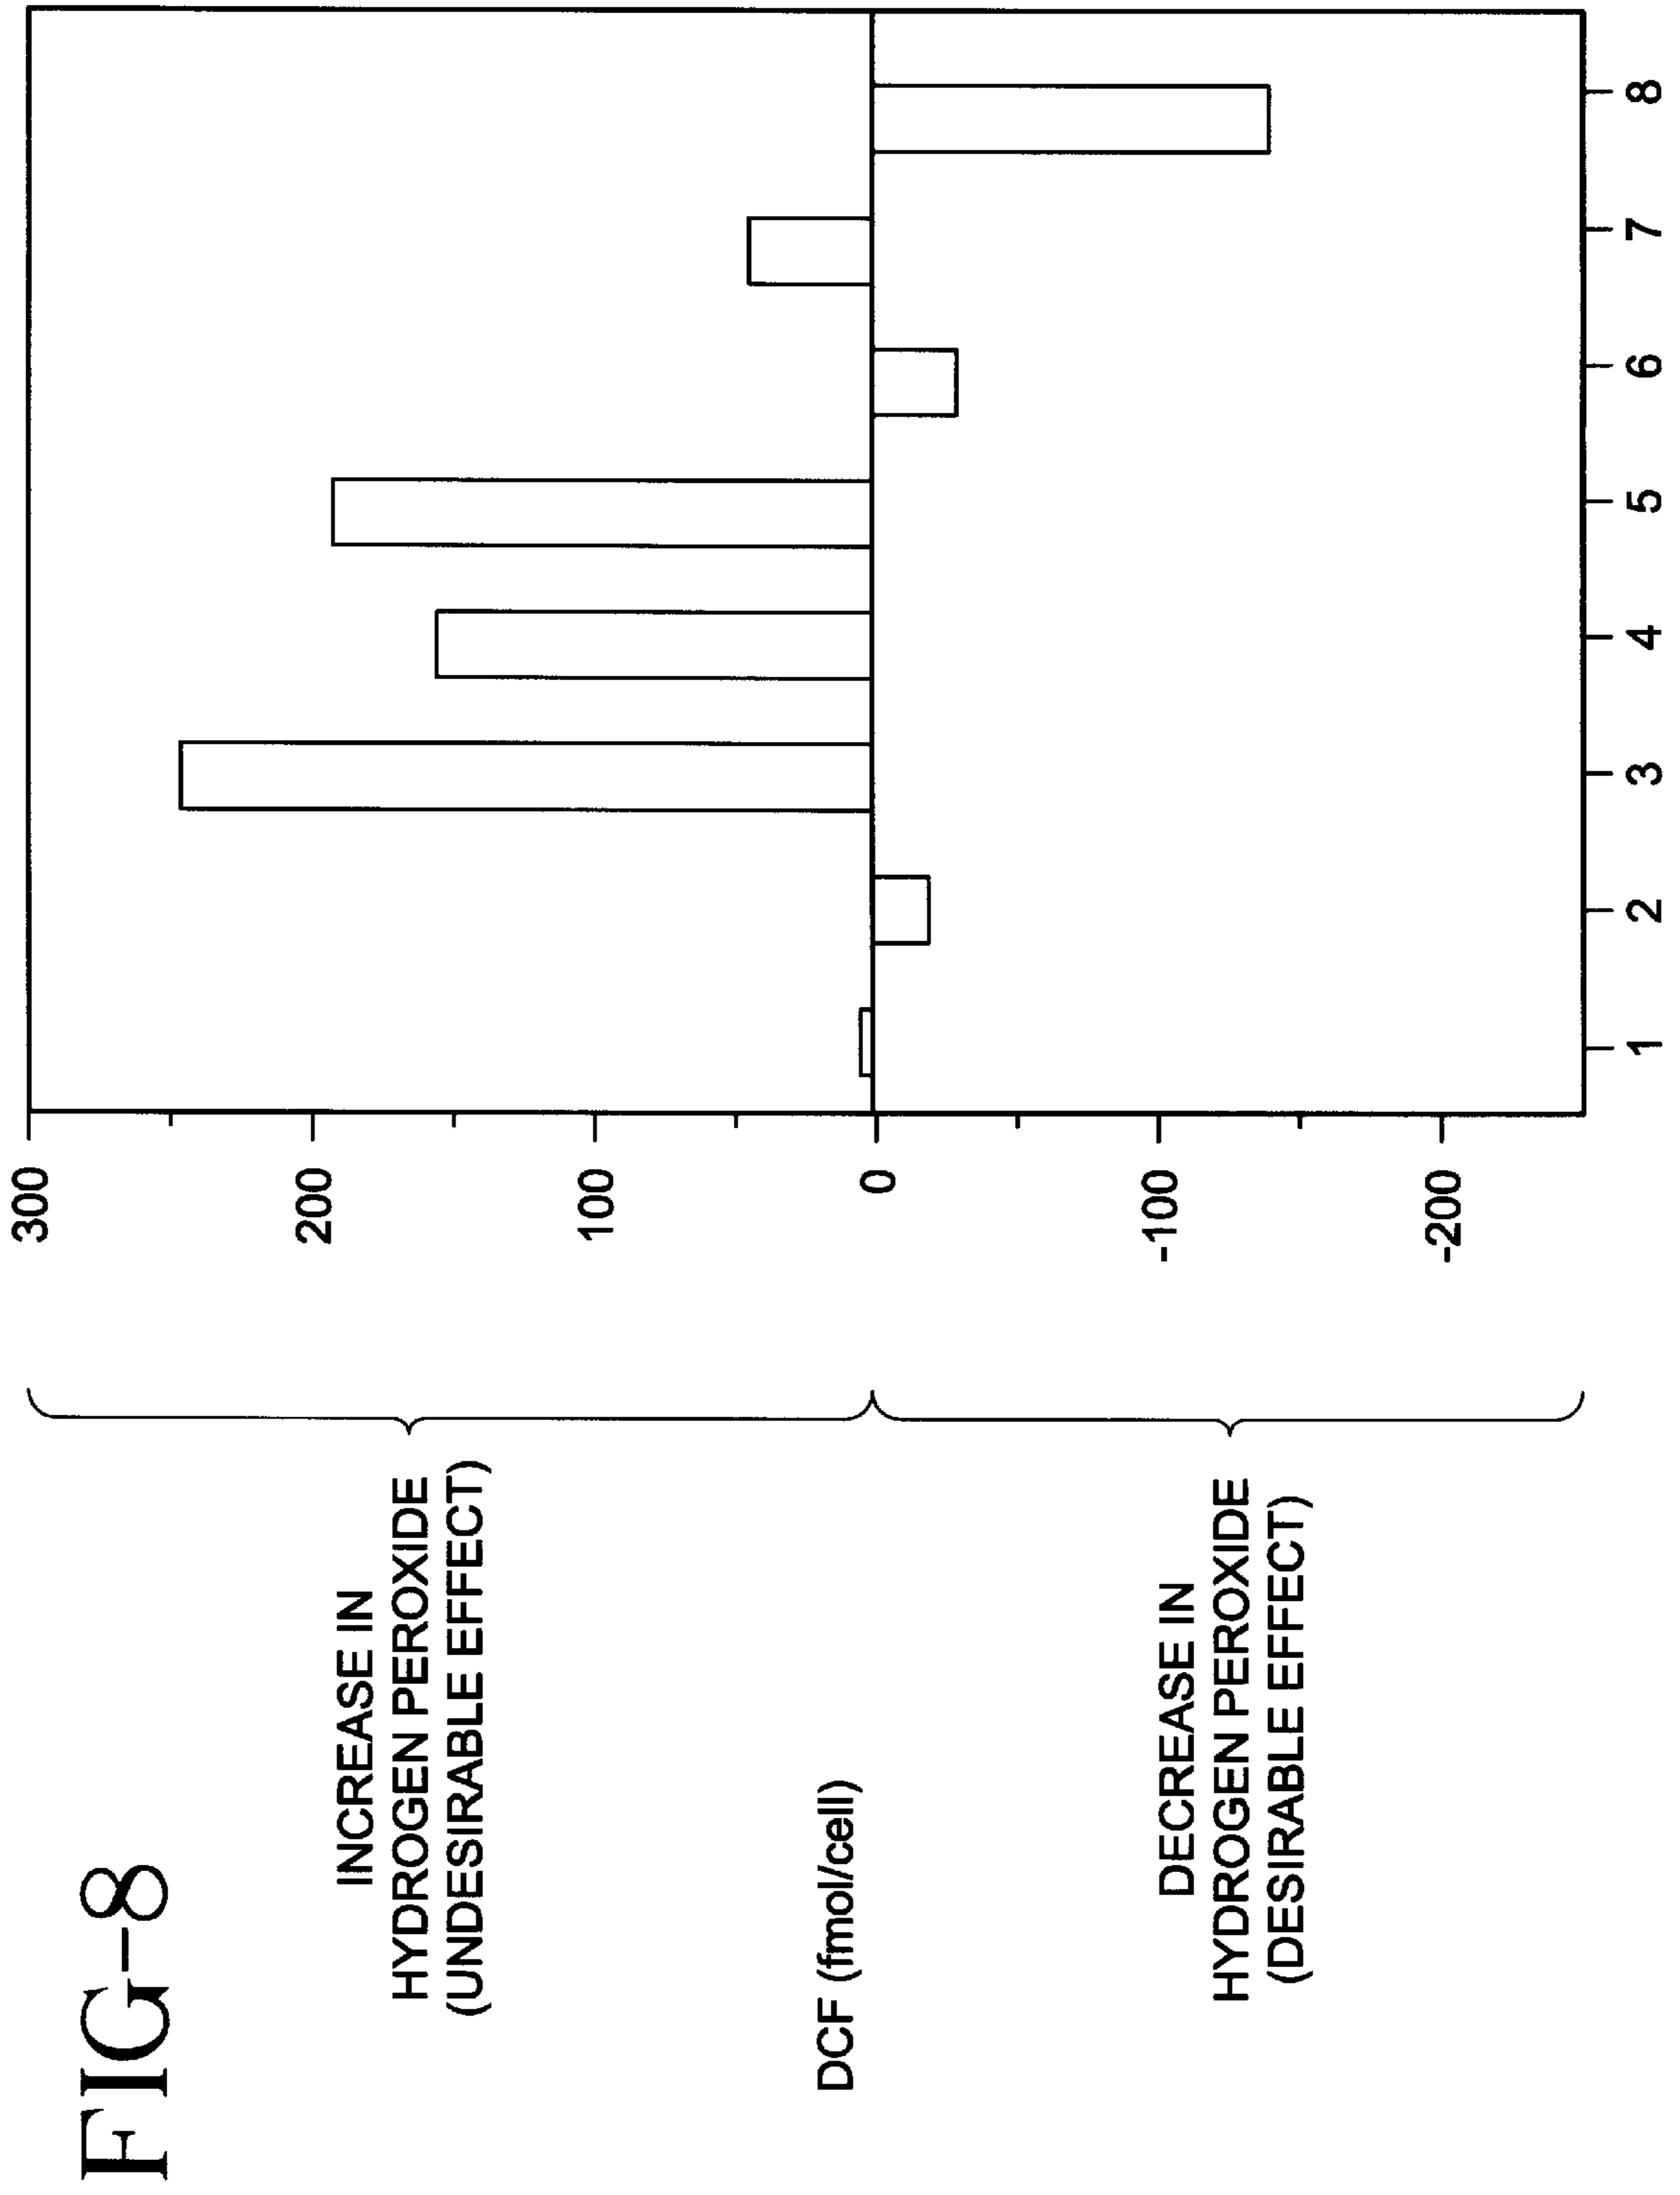 FIG-8
INCREASE IN
HYDROGEN PEROXIDE
(UNDESIRABLE EFFECT)
DCF (fmol/cell)
DECREASE IN
HYDROGEN PEROXIDE
(DESIRABLE EFFECT)
300
200
100
0
-100
-200
1 2 3 4 5 6 7 8